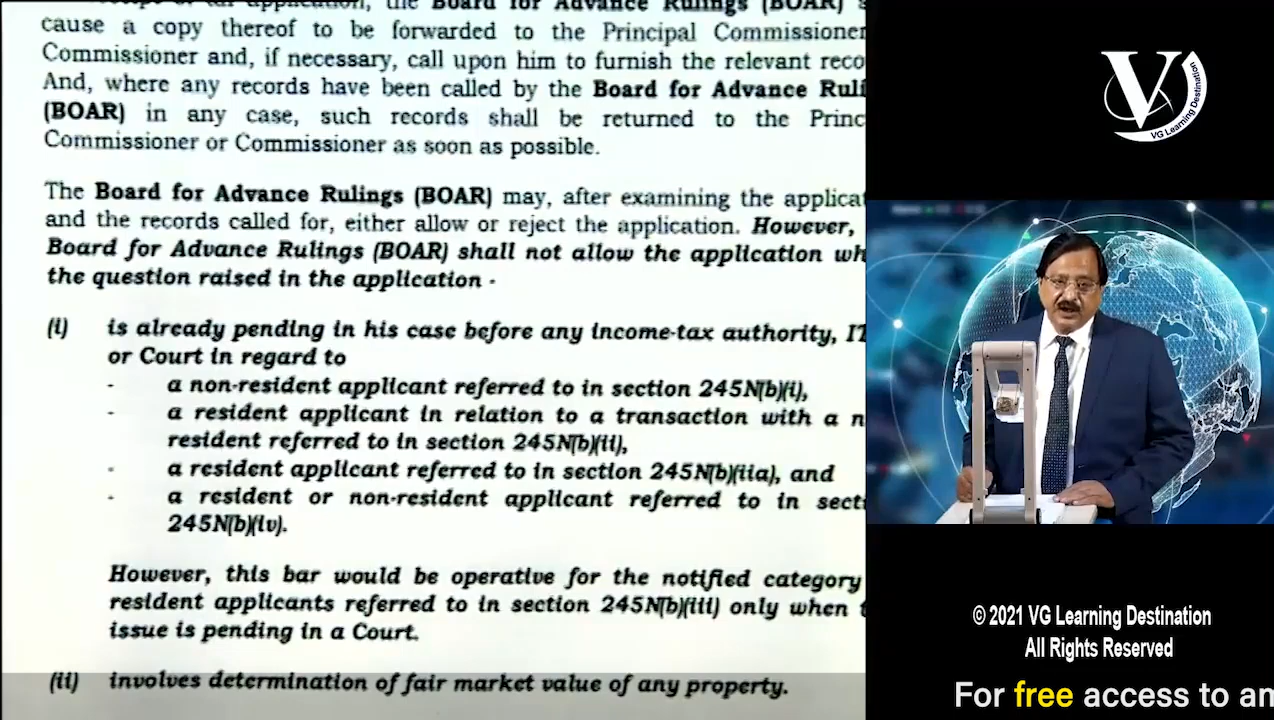 application, the Board for Advance Rulings (BOAR)
cause a copy thereof to be forwarded to the Principal Commissioner
Commissioner and, if necessary, call upon him to furnish the relevant
And, where any records have been called by the Board for Advance
(BOAR) in any case, such records shall be returned to the
Commissioner or Commissioner as soon as possible.
The Board for Advance Rulings (BOAR) may, after examining the
and the records called for, either allow or reject the application. However,
Board for Advance Rulings (BOAR) shall not allow the application
the question raised in the application -
(i) is already pending in his case before any income-tax authority,
or Court in regard to
- a non-resident applicant referred to in section 245N(b)(i),
- a resident applicant in relation to a transaction with a
resident referred to in section 245N(b)(ii),
- a resident applicant referred to in section 245N(b)(iia), and
- a resident or non-resident applicant referred to in
245N(b)(iv).
However, this bar would be operative for the notified category
resident applicants referred to in section 245N(b)(iii) only when
issue is pending in a Court.
(ii) involves determination of fair market value of any property.
V
VG Learning Destination
© 2021 VG Learning Destination
All Rights Reserved
For free access to